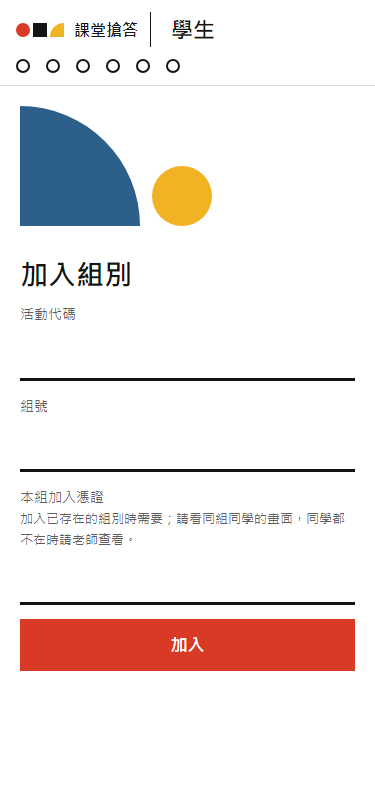 課堂搶答
學生
加入組別
活動代碼
組號
本組加入憑證
加入已存在的組別時需要；請看同組同學的畫面，同學都
不在時請老師查看。
加入